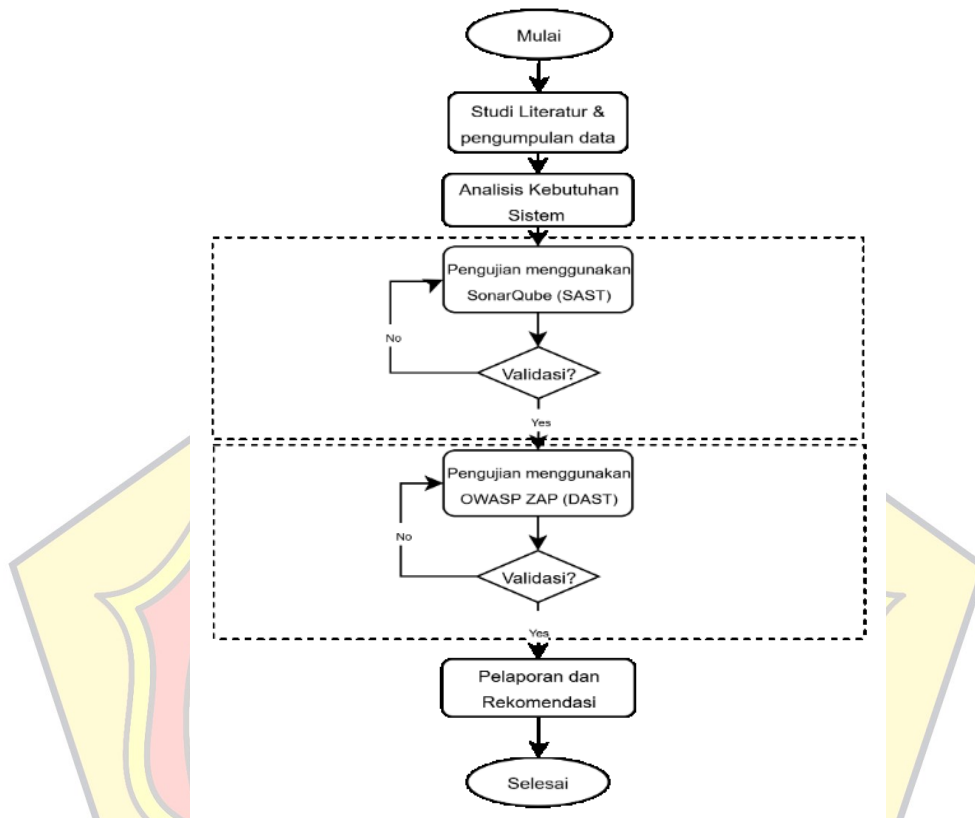 Mulai
Studi Literatur &
pengumpulan data
Analisis Kebutuhan
Sistem
Pengujian menggunakan
SonarQube (SAST)
No
Validasi?
Yes
Pengujian menggunakan
OWASP ZAP (DAST)
No
Validasi?
Yes
Pelaporan dan
Rekomendasi
Selesai